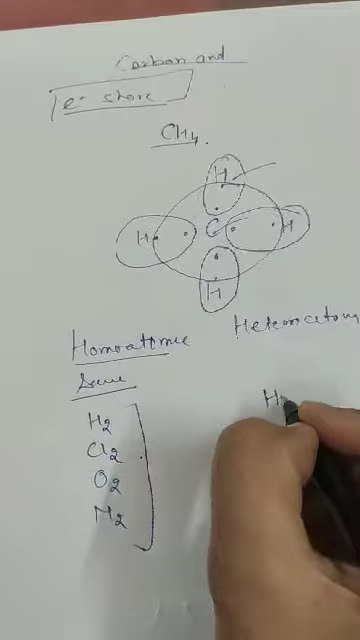 Carbon and
e⁻ share
CH4.
H
H C H
H
Homoatomic
Heteroatom
Same
H2
H
Cl2
O2
N2